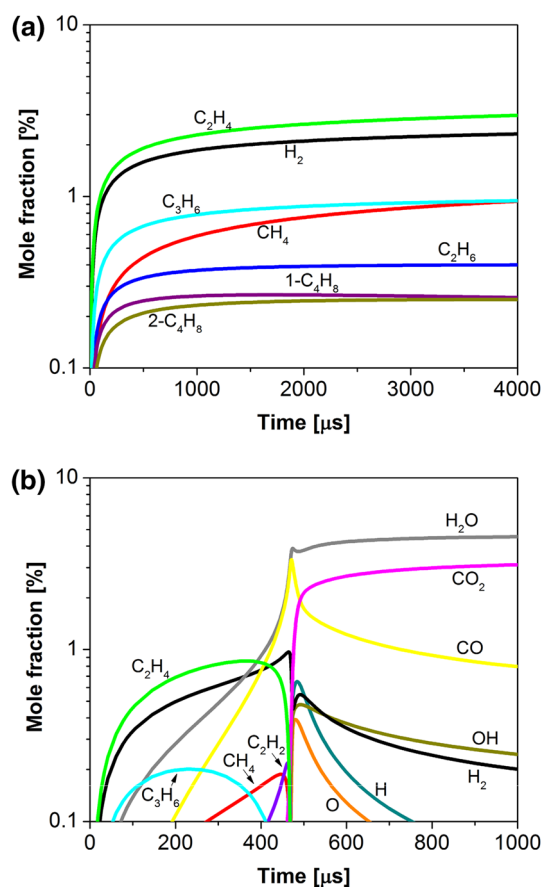 (a)
10
1
0.1
Mole fraction [%]
C₂H₄
H₂
C₃H₆
CH₄
C₂H₆
1-C₄H₈
2-C₄H₈
0 1000 2000 3000 4000
Time [μs]
(b)
10
1
0.1
Mole fraction [%]
H₂O
CO₂
CO
C₂H₄
C₂H₂
CH₄
C₃H₆
OH
H₂
H
O
0 200 400 600 800 1000
Time [μs]